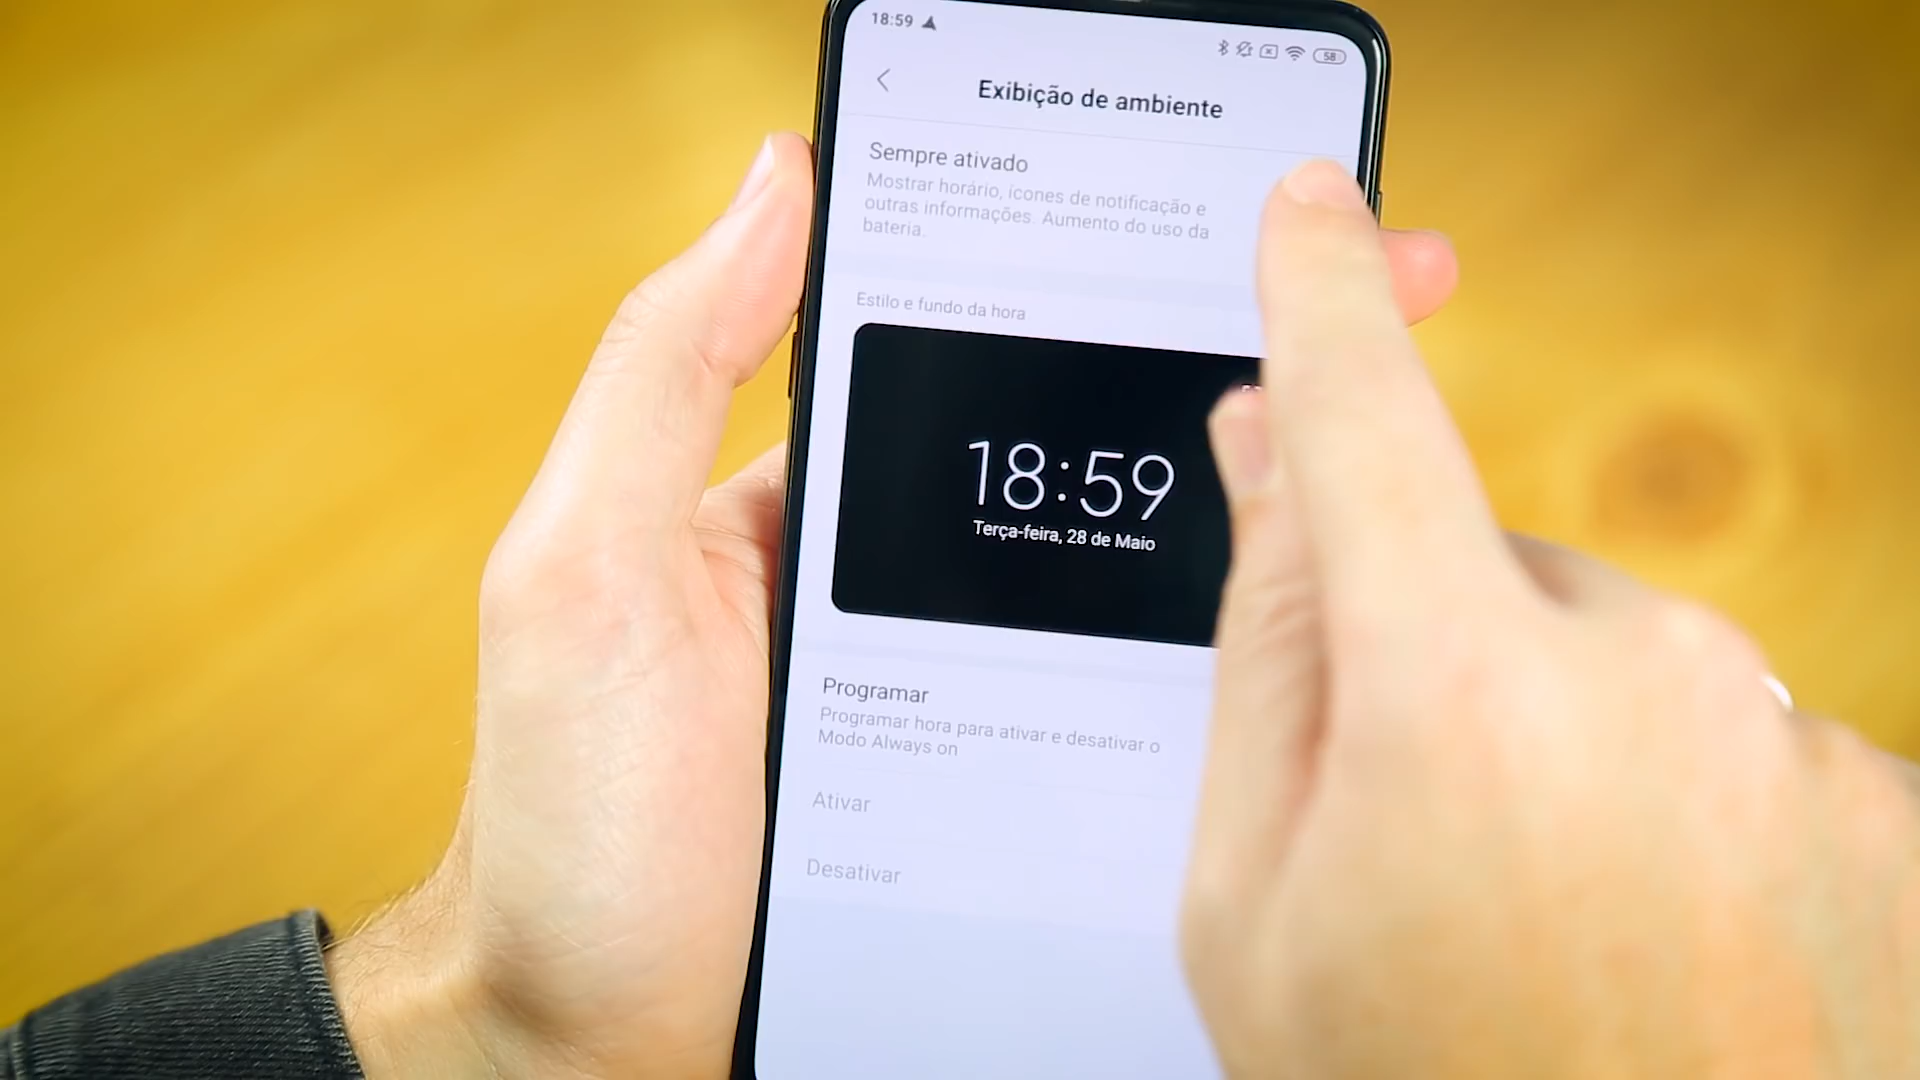 18:59
58
Exibição de ambiente
Sempre ativado
Mostrar horário, ícones de notificação e
outras informações. Aumento do uso da
bateria.
Estilo e fundo da hora
18:59
Terça-feira, 28 de Maio
Programar
Programar hora para ativar e desativar o
Modo Always on
Ativar
Desativar